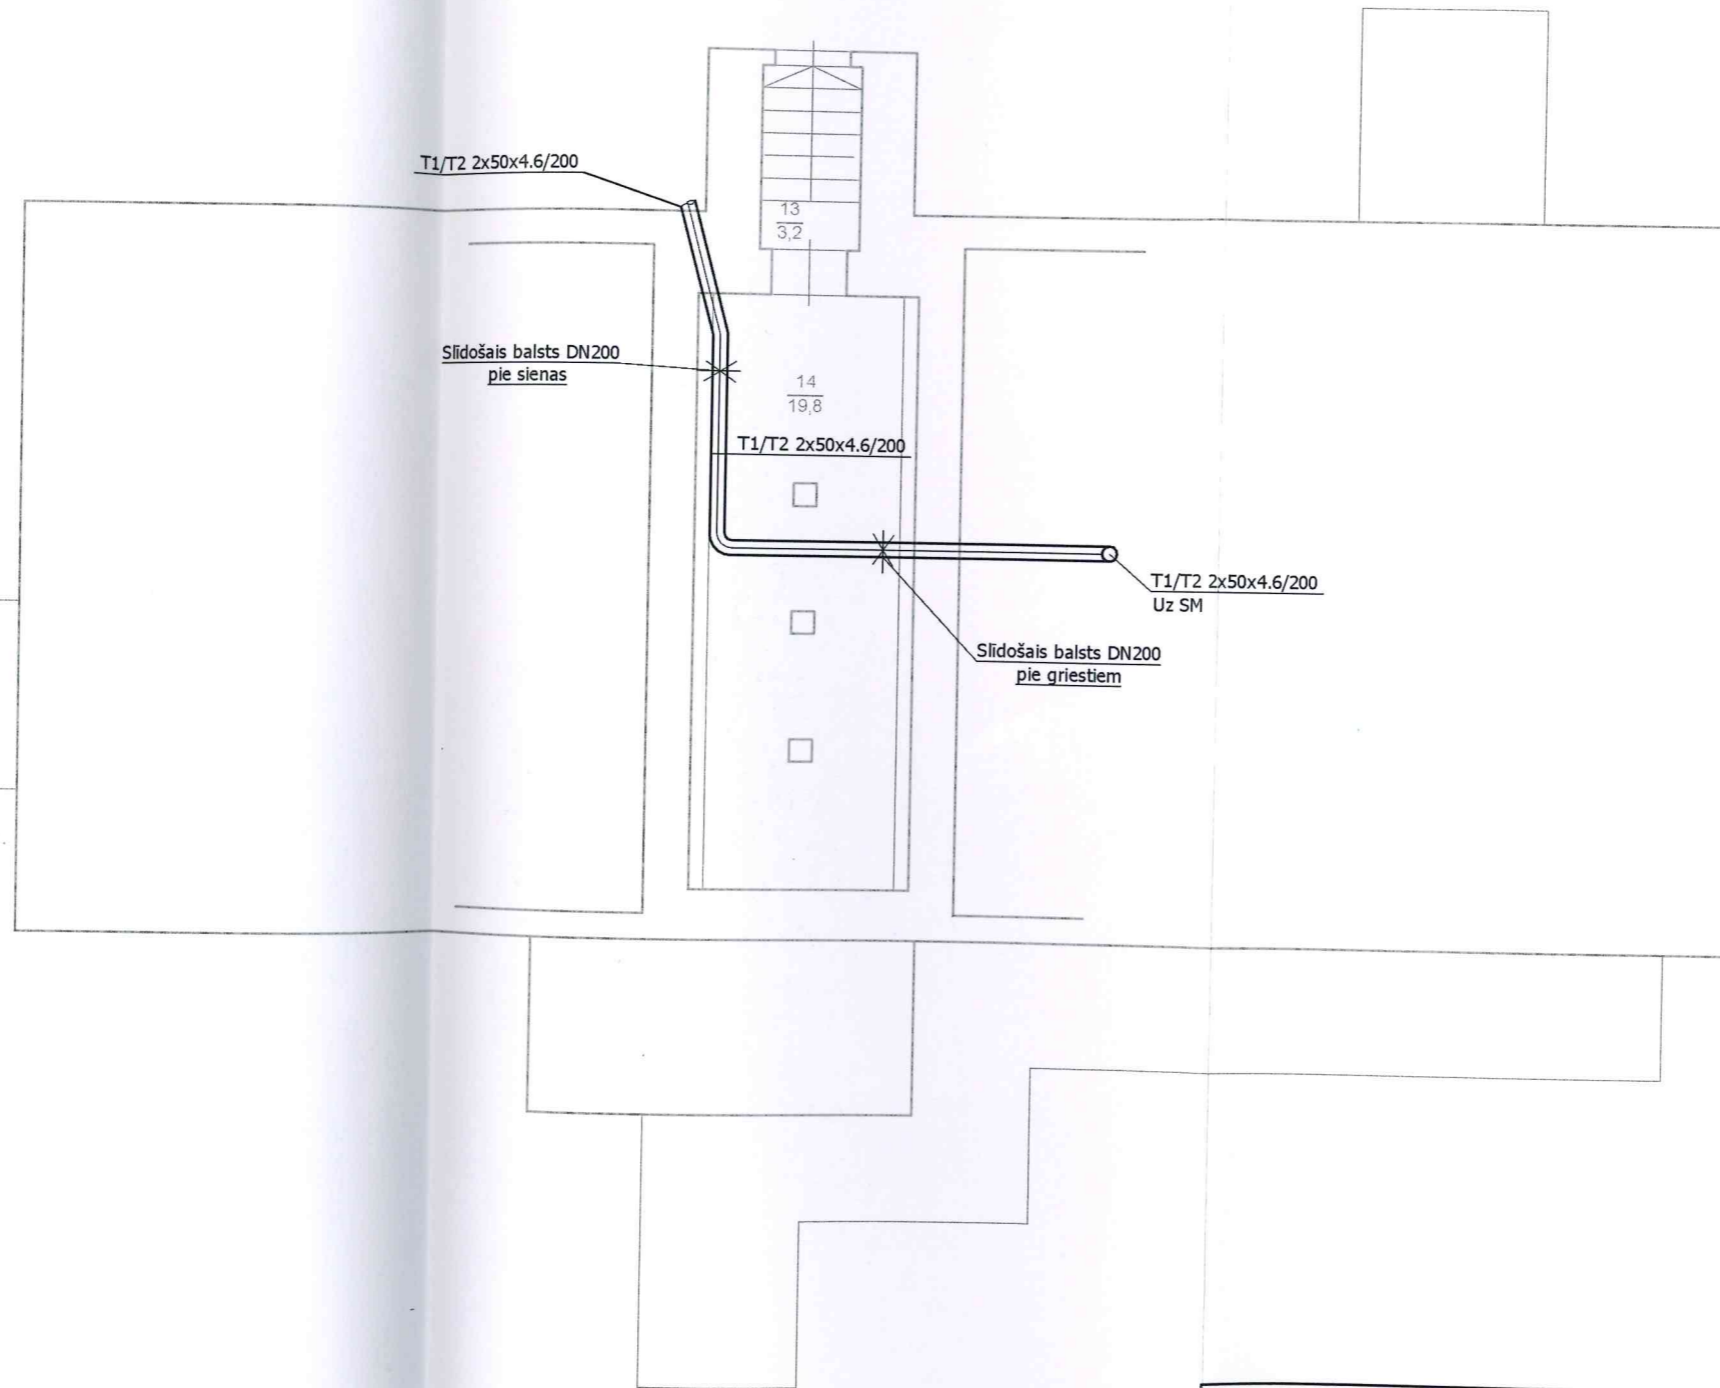 T1/T2 2x50x4.6/200
13
3,2
Slīdošais balsts DN200
pie sienas
14
19,8
T1/T2 2x50x4.6/200
T1/T2 2x50x4.6/200
Uz SM
Slīdošais balsts DN200
pie griestiem